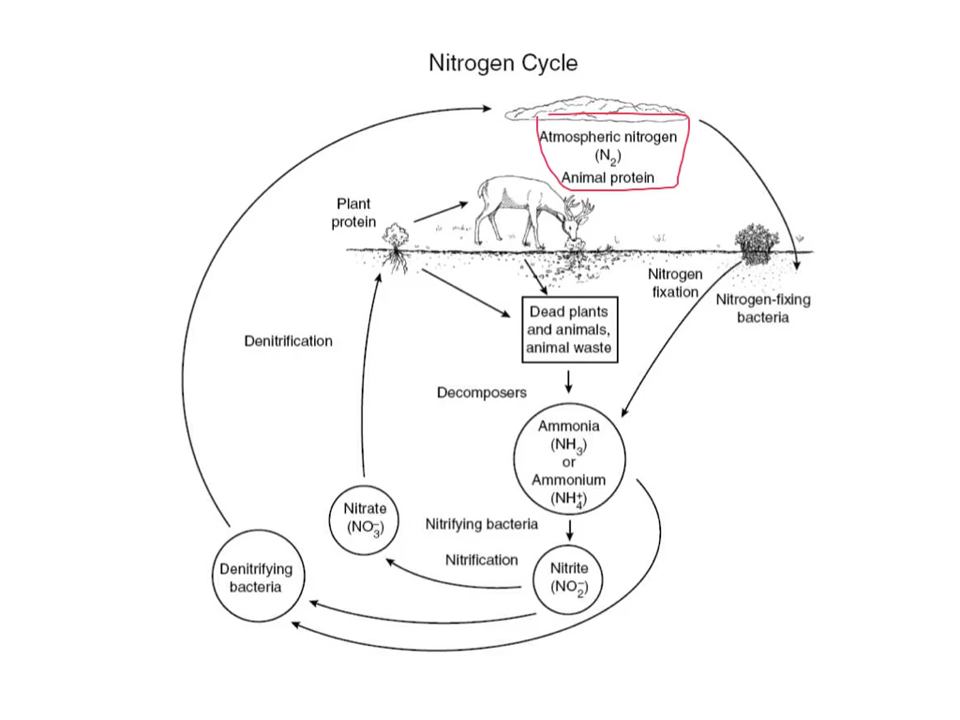 Nitrogen Cycle
Atmospheric nitrogen
(N₂)
Animal protein
Plant
protein
Nitrogen
fixation
Nitrogen-fixing
bacteria
Dead plants
and animals,
animal waste
Denitrification
Decomposers
Ammonia
(NH₃)
or
Ammonium
(NH₄⁺)
Nitrate
(NO₃⁻)
Nitrifying bacteria
Nitrification
Nitrite
(NO₂⁻)
Denitrifying
bacteria